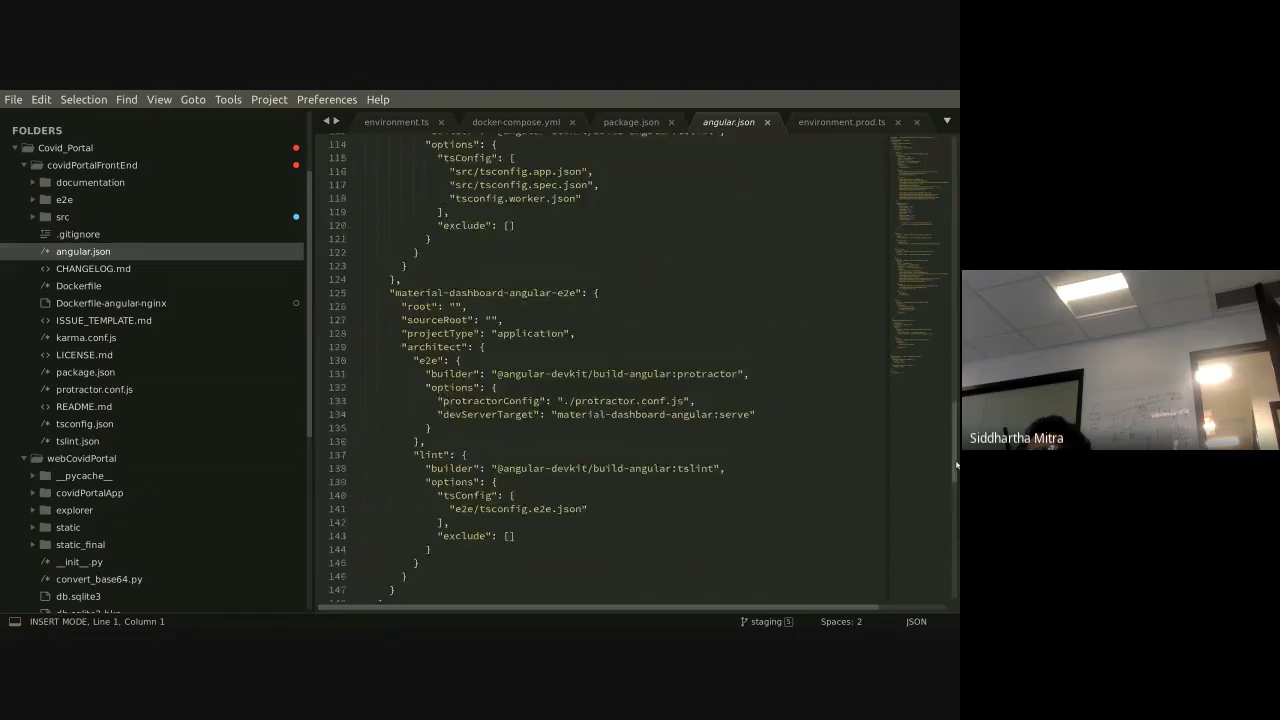 File Edit Selection Find View Goto Tools Project Preferences Help
FOLDERS
Covid_Portal
covidPortalFrontEnd
documentation
e2e
src
.gitignore
angular.json
CHANGELOG.md
Dockerfile
Dockerfile-angular-nginx
ISSUE_TEMPLATE.md
karma.conf.js
LICENSE.md
package.json
protractor.conf.js
README.md
tsconfig.json
tslint.json
webCovidPortal
__pycache__
covidPortalApp
explorer
static
static_final
__init__.py
convert_base64.py
db.sqlite3
environment.ts × docker-compose.yml × package.json × angular.json × environment.prod.ts × ×
114 "options": {
115 "tsConfig": [
116 "src/tsconfig.app.json",
117 "src/tsconfig.spec.json",
118 "tsconfig.worker.json"
119 ],
120 "exclude": []
121 }
122 }
123 }
124 },
125 "material-dashboard-angular-e2e": {
126 "root": "",
127 "sourceRoot": "",
128 "projectType": "application",
129 "architect": {
130 "e2e": {
131 "builder": "@angular-devkit/build-angular:protractor",
132 "options": {
133 "protractorConfig": "./protractor.conf.js",
134 "devServerTarget": "material-dashboard-angular:serve"
135 }
136 },
137 "lint": {
138 "builder": "@angular-devkit/build-angular:tslint",
139 "options": {
140 "tsConfig": [
141 "e2e/tsconfig.e2e.json"
142 ],
143 "exclude": []
144 }
145 }
146 }
147 }
INSERT MODE, Line 1, Column 1
staging 5
Spaces: 2
JSON
Siddhartha Mitra